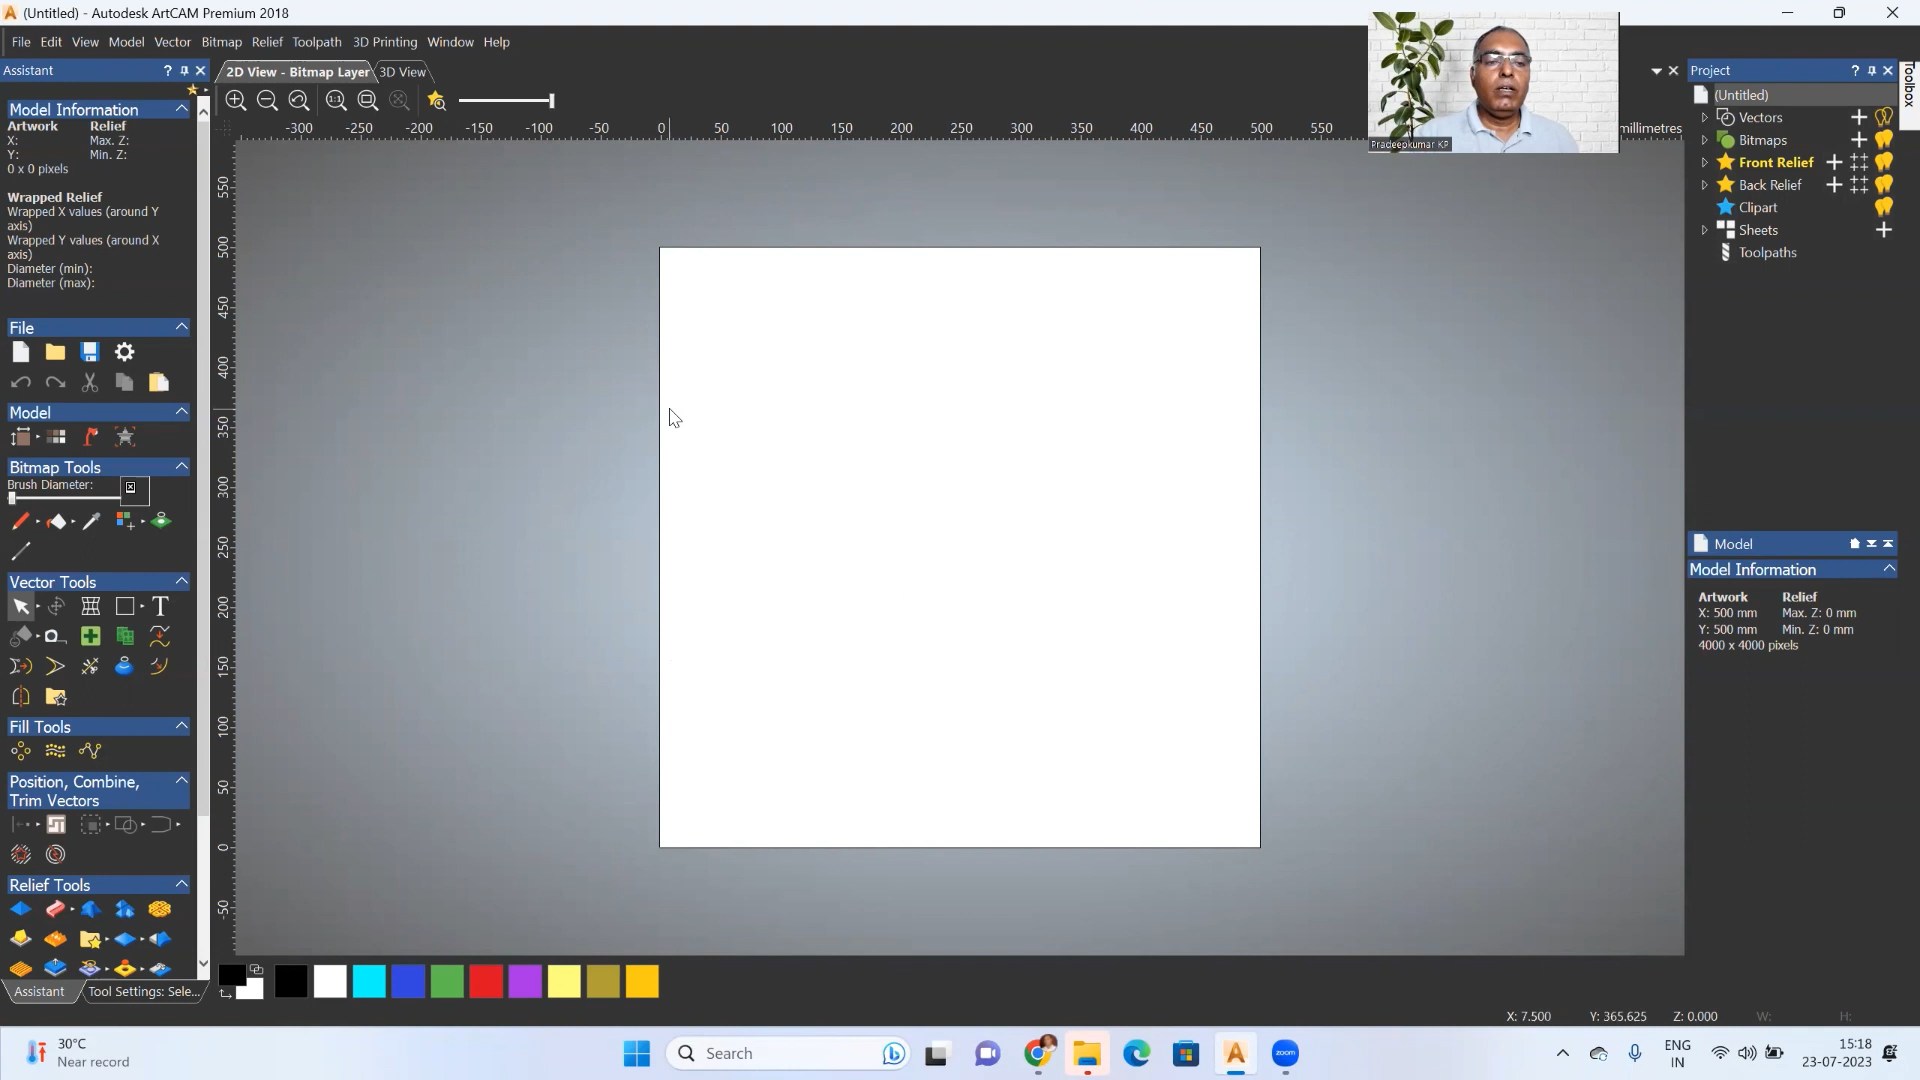 (Untitled) - Autodesk ArtCAM Premium 2018
File Edit View Model Vector Bitmap Relief Toolpath 3D Printing Window Help
Assistant
Model Information
Artwork Relief
X: Max. Z:
Y: Min. Z:
0 x 0 pixels
Wrapped Relief
Wrapped X values (around Y
axis)
Wrapped Y values (around X
axis)
Diameter (min):
Diameter (max):
File
Model
Bitmap Tools
Brush Diameter:
Vector Tools
Fill Tools
Position, Combine,
Trim Vectors
Relief Tools
Assistant Tool Settings: Sele...
2D View - Bitmap Layer 3D View
1:1
-300 -250 -200 -150 -100 -50 0 50 100 150 200 250 300 350 400 450 500 550
millimetres
550
500
450
400
350
300
250
200
150
100
50
0
-50
Pradeepkumar KP
Project
Toolbox
(Untitled)
Vectors
Bitmaps
Front Relief
Back Relief
Clipart
Sheets
Toolpaths
Model
Model Information
Artwork Relief
X: 500 mm Max. Z: 0 mm
Y: 500 mm Min. Z: 0 mm
4000 x 4000 pixels
X: 7.500 Y: 365.625 Z: 0.000 W: H:
30°C
Near record
Search
zoom
ENG
IN
15:18
23-07-2023